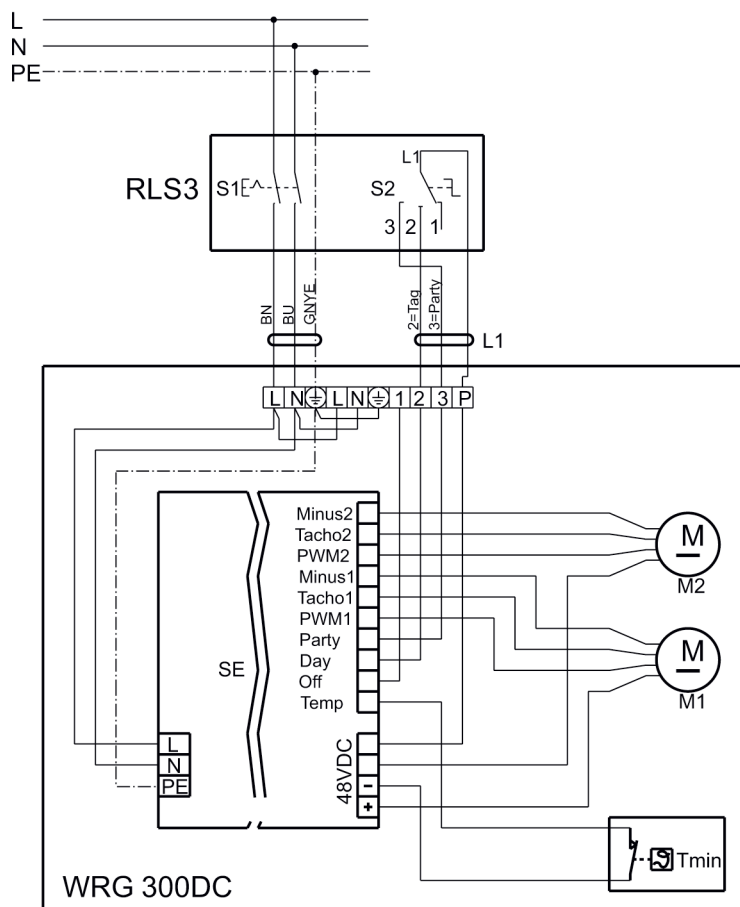 L
N
PE
RLS3
S1
L1
S2
3 2 1
BN
BU
GNYE
2=Tag
3=Party
L1
L N L N 1 2 3 P
Minus2
Tacho2
PWM2
Minus1
Tacho1
PWM1
Party
Day
Off
Temp
SE
L
N
PE
48VDC
-
+
M
M2
M
M1
Tmin
WRG 300DC